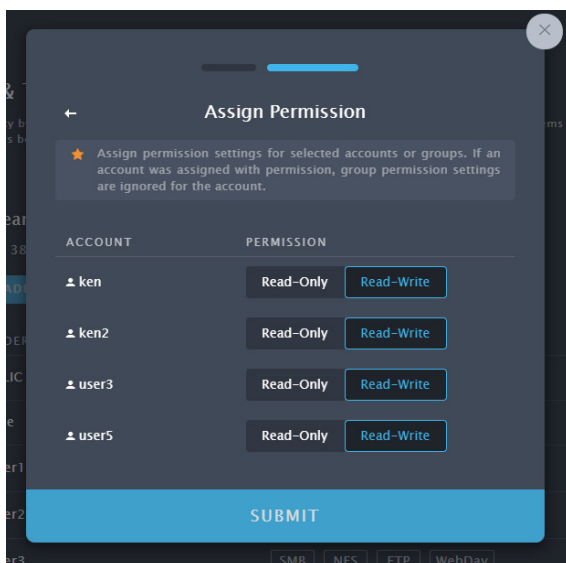 Assign Permission
Assign permission settings for selected accounts or groups. If an
account was assigned with permission, group permission settings
are ignored for the account.
ACCOUNT PERMISSION
ken Read-Only Read-Write
ken2 Read-Only Read-Write
user3 Read-Only Read-Write
user5 Read-Only Read-Write
SUBMIT
SMB NFS FTP WebDav